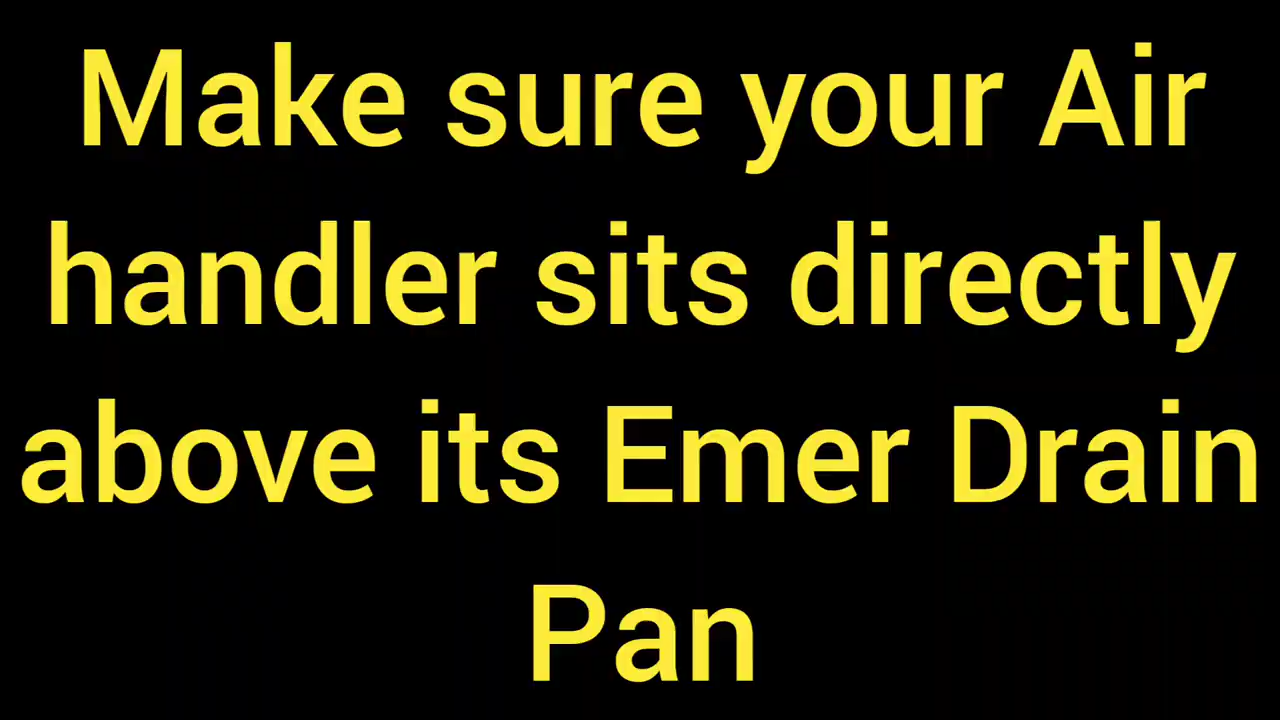 Make sure your Air
handler sits directly
above its Emer Drain
Pan